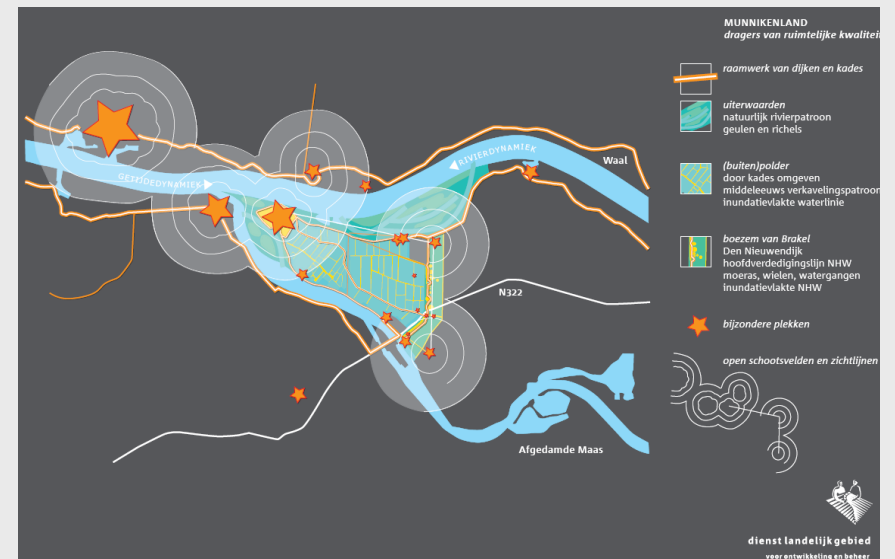 MUNNIKENLAND
dragers van ruimtelijke kwaliteit
raamwerk van dijken en kades
uiterwaarden
natuurlijk rivierpatroon
geulen en richels
(buiten)polder
door kades omgeven
middeleeuws verkavelingspatroon
inundatievlakte waterlinie
boezem van Brakel
Den Nieuwendijk
hoofdverdedigingslijn NHW
moeras, wielen, watergangen
inundatievlakte NHW
bijzondere plekken
open schootsvelden en zichtlijnen
GETIJDEDYNAMIEK
RIVIERDYNAMIEK
Waal
N322
Afgedamde Maas
dienst landelijk gebied
voor ontwikkeling en beheer